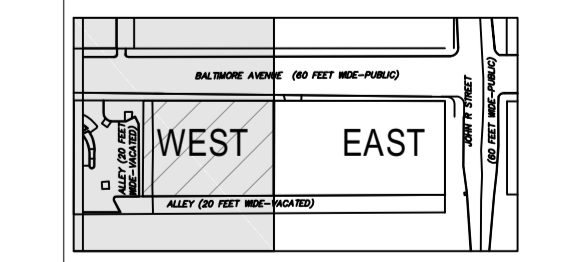 BALTIMORE AVENUE (60 FEET WIDE-PUBLIC)
WEST
EAST
ALLEY (20 FEET
WIDE-VACATED)
ALLEY (20 FEET WIDE-VACATED)
JOHN R STREET
(60 FEET WIDE-PUBLIC)